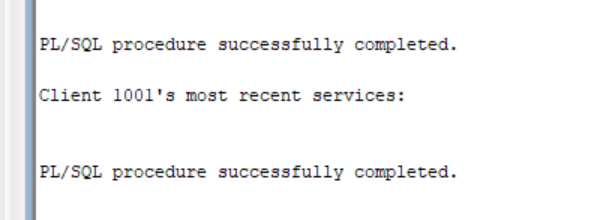 PL/SQL procedure successfully completed.
Client 1001's most recent services:
PL/SQL procedure successfully completed.